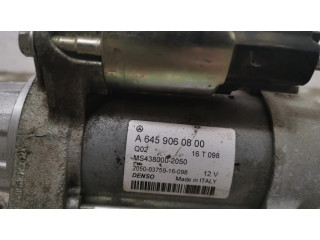 A 645 906 08 00
Q02 16 T 098
MS438000-2050
2050-03759-16-098 12 V
DENSO Made in ITALY